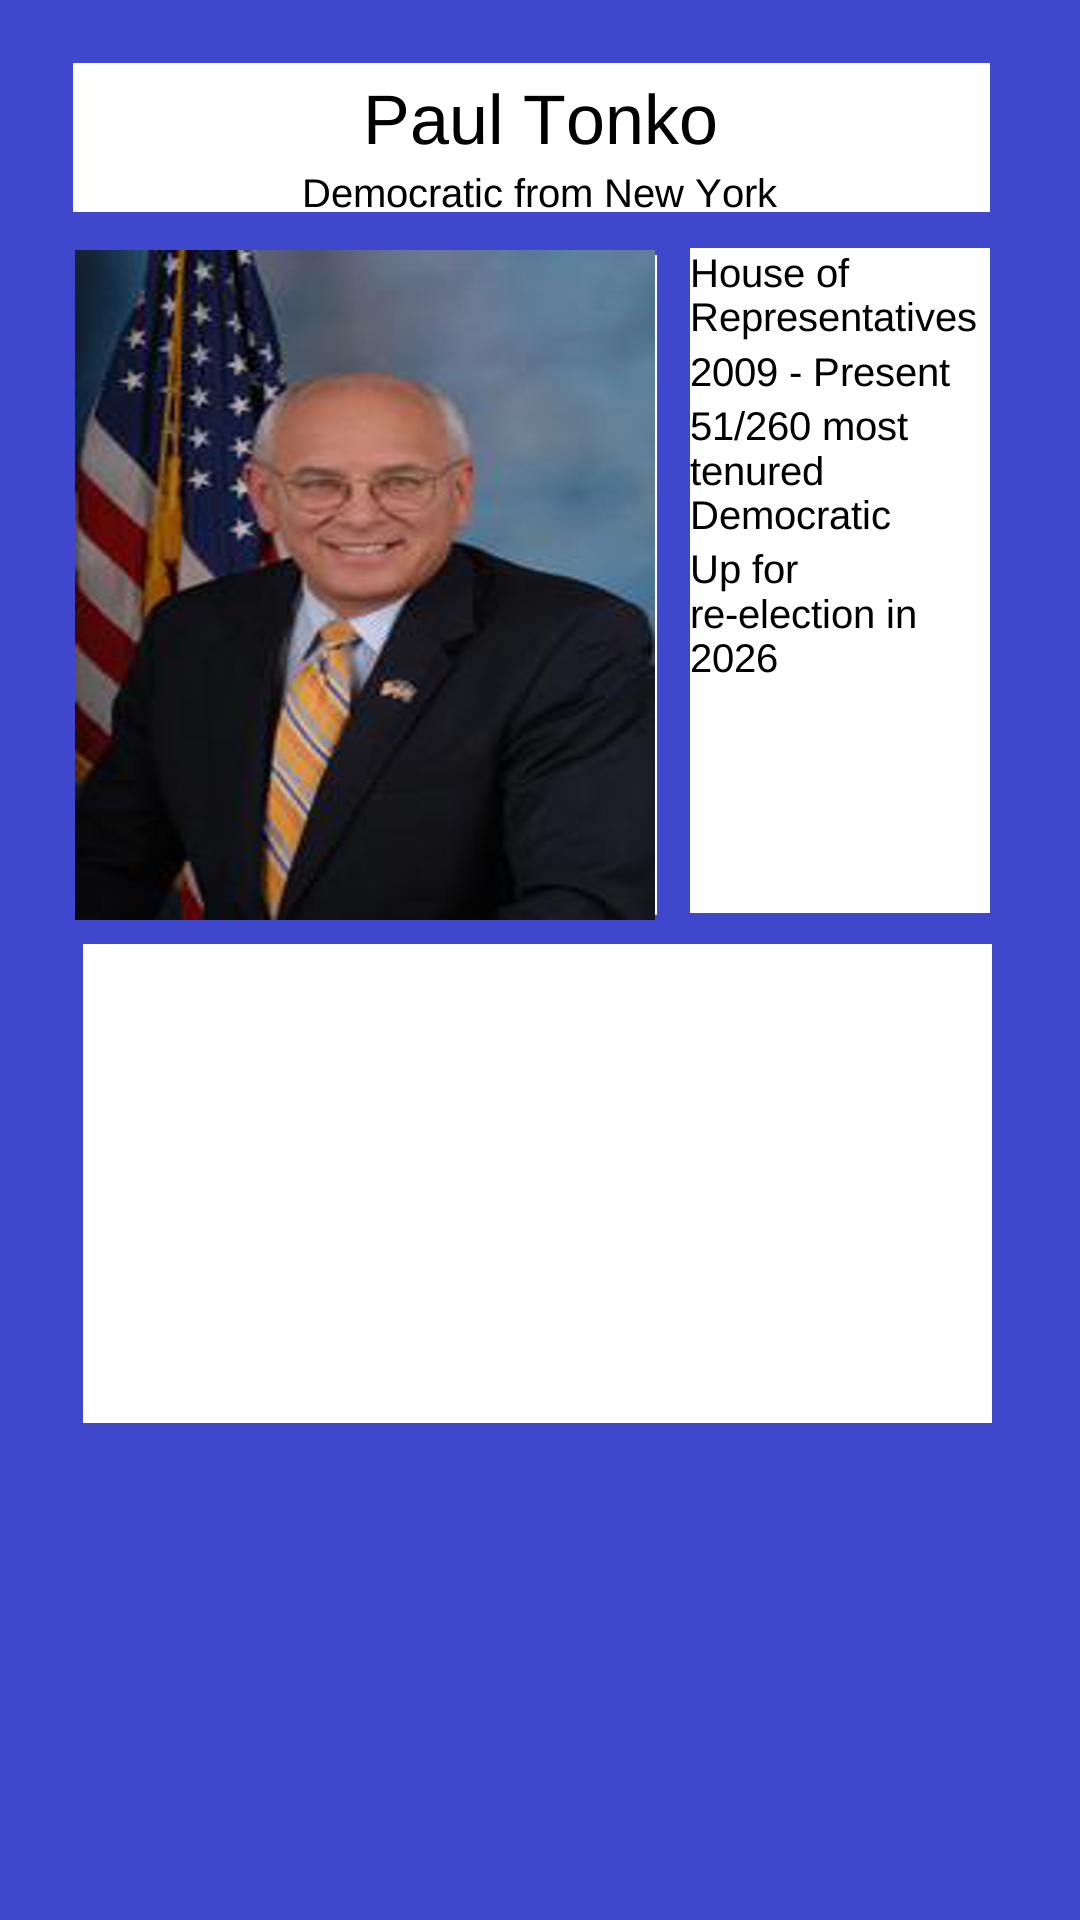 Paul Tonko
Democratic from New York
House of
Representatives
2009 - Present
51/260 most
tenured
Democratic
Up for
re-election in
2026